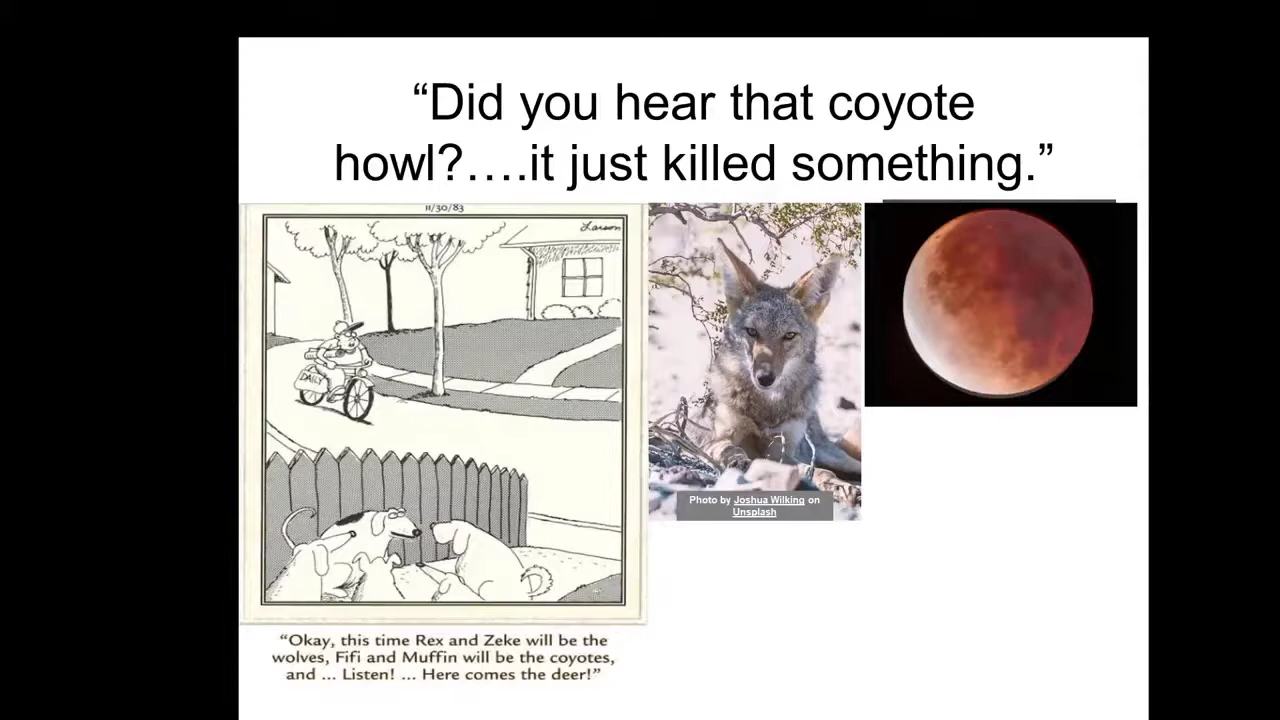 “Did you hear that coyote
howl?….it just killed something.”
11/30/83
Larson
DAILY
Photo by Joshua Wilking on
Unsplash
“Okay, this time Rex and Zeke will be the
wolves, Fifi and Muffin will be the coyotes,
and ... Listen! ... Here comes the deer!”